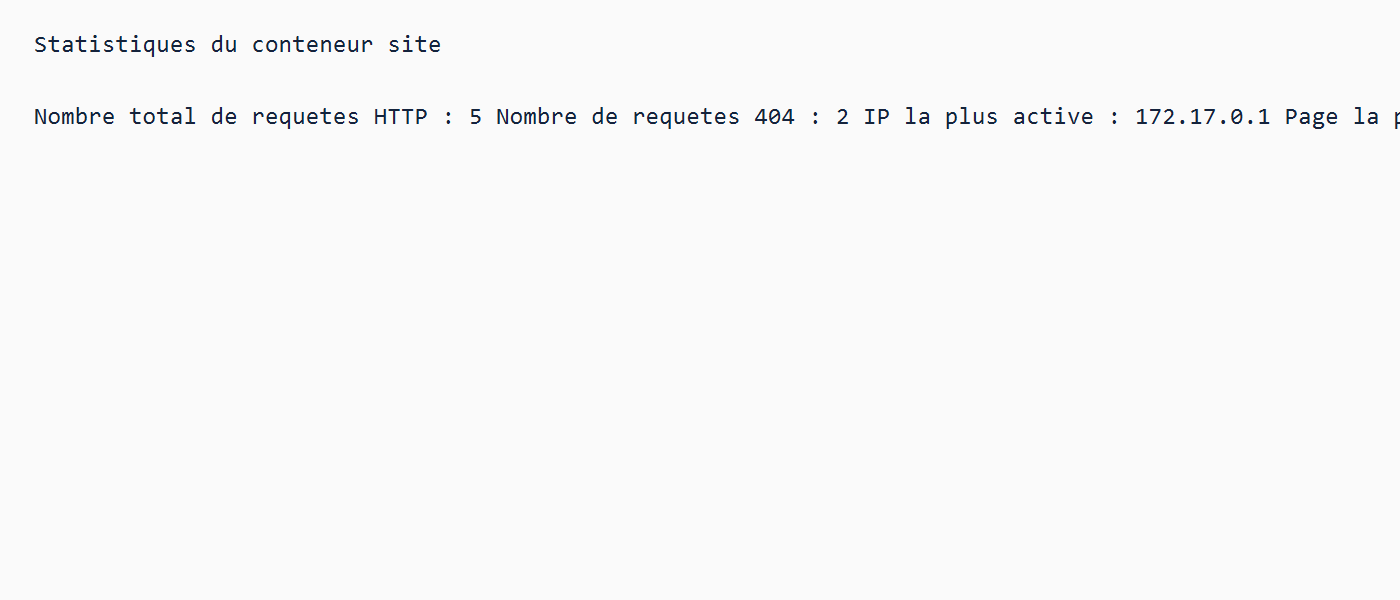 Statistiques du conteneur site
Nombre total de requetes HTTP : 5 Nombre de requetes 404 : 2 IP la plus active : 172.17.0.1 Page la